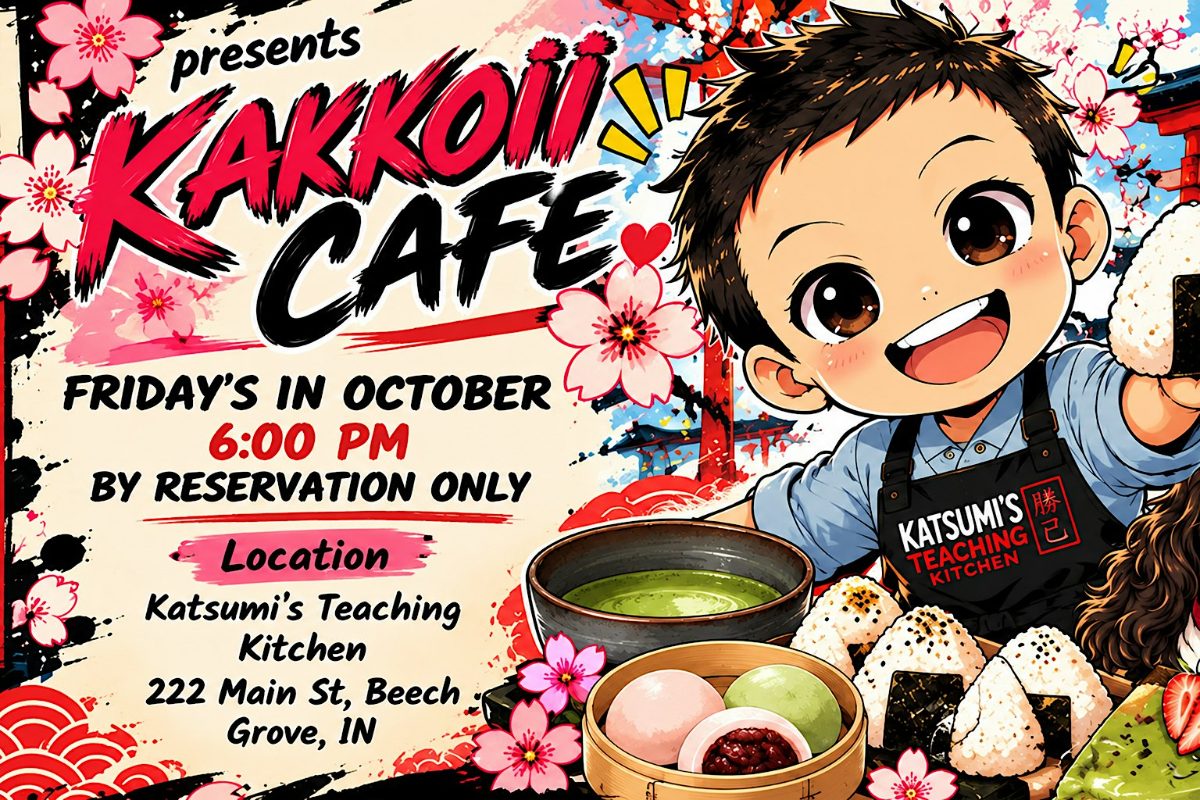 presents
KAKKOii
CAFE
FRIDAY'S IN OCTOBER
6:00 PM
BY RESERVATION ONLY
Location
Katsumi's Teaching
Kitchen
222 Main St, Beech
Grove, IN
KATSUMI'S
TEACHING
KITCHEN
勝
己